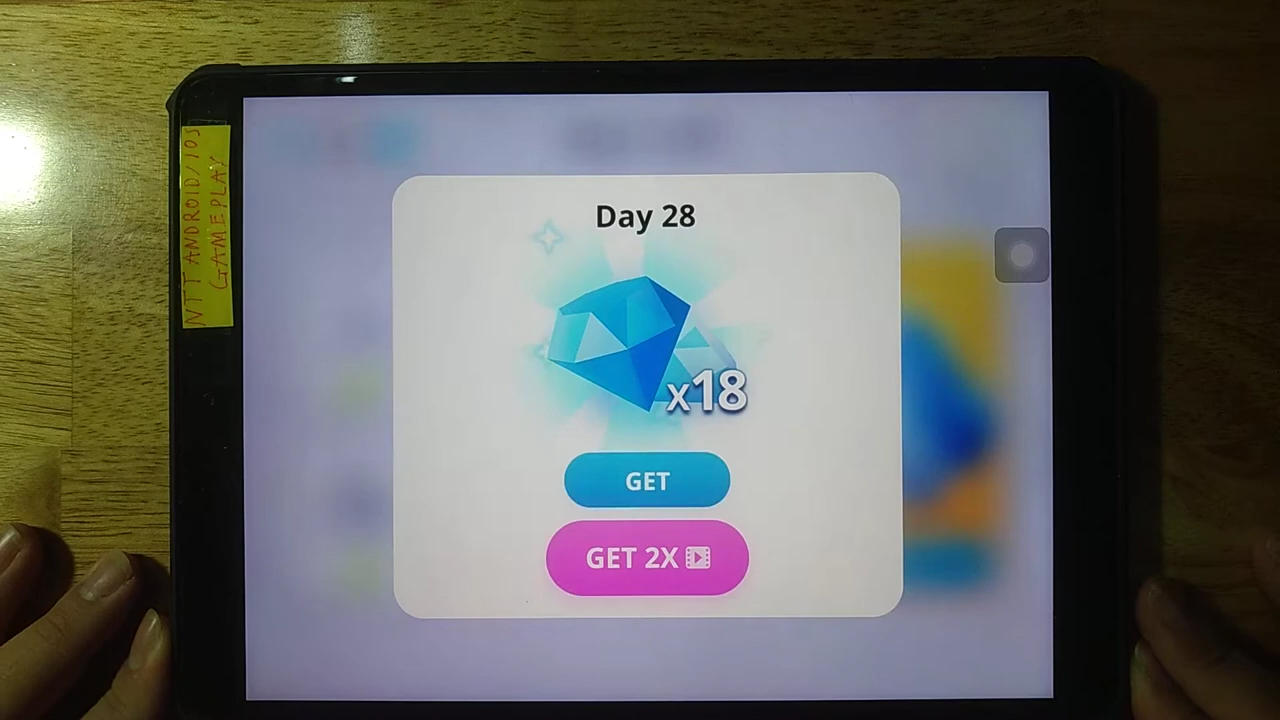 NTT ANDROID/IOS
GAMEPLAY
Day 28
x18
GET
GET 2X